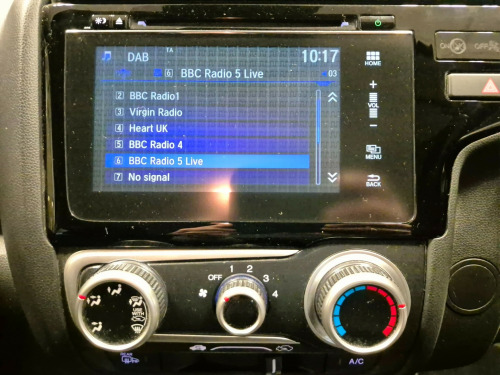 TA
DAB
10:17
6 BBC Radio 5 Live
03
2 BBC Radio1
3 Virgin Radio
4 Heart UK
5 BBC Radio 4
6 BBC Radio 5 Live
7 No signal
HOME
+
VOL
−
MENU
BACK
OFF 1 2 3 4
A/C
REAR